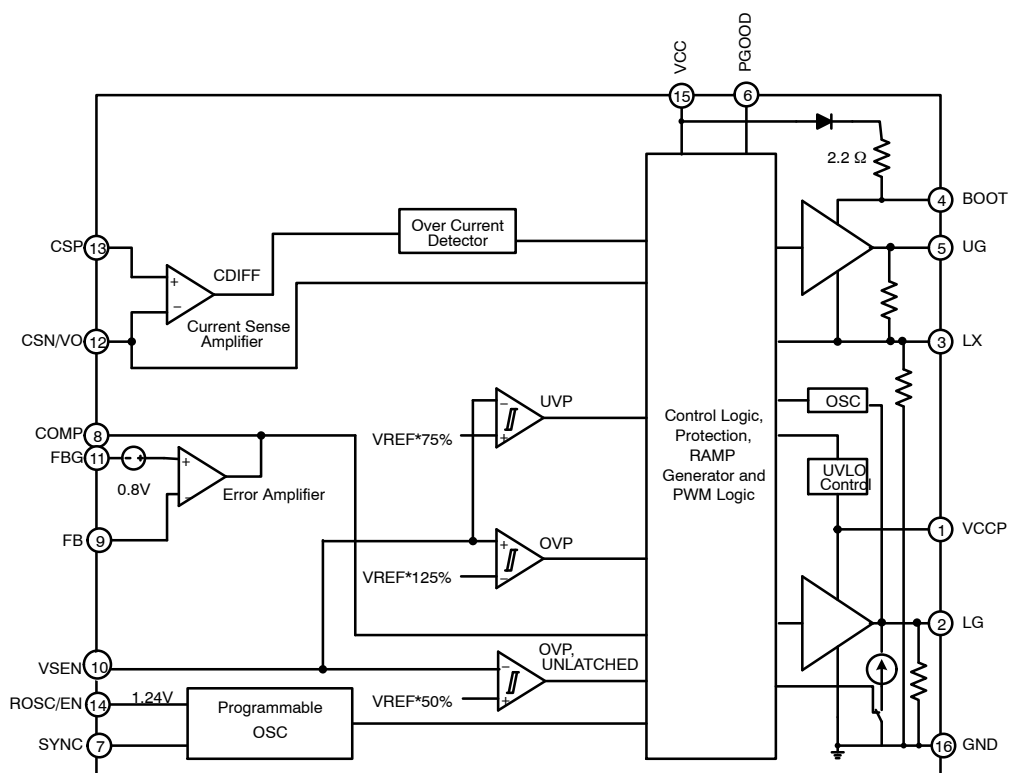 VCC
PGOOD
15
6
2.2 Ω
4
BOOT
CSP
13
Over Current
Detector
5
UG
+
CDIFF
−
Current Sense
Amplifier
CSN/VO
12
3
LX
UVP
−
+
OSC
COMP
8
VREF*75%
Control Logic,
Protection,
RAMP
Generator and
PWM Logic
FBG
11
- +
+
0.8V
−
Error Amplifier
UVLO
Control
FB
9
1
VCCP
OVP
+
−
VREF*125%
2
LG
OVP,
UNLATCHED
VSEN
10
−
+
ROSC/EN
14
1.24V
VREF*50%
Programmable
OSC
SYNC
7
16
GND